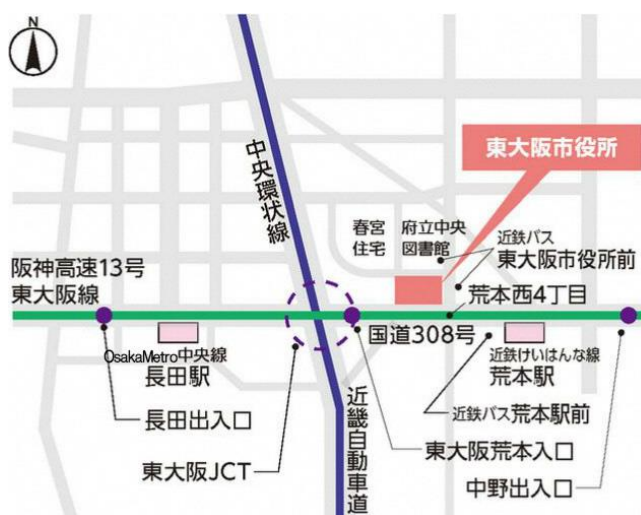 N
東大阪市役所
中央環状線
春宮
住宅
府立中央
図書館
近鉄バス
東大阪市役所前
阪神高速13号
東大阪線
荒本西4丁目
国道308号
OsakaMetro中央線
長田駅
近鉄けいはんな線
荒本駅
長田出入口
近鉄バス荒本駅前
東大阪JCT
近畿自動車道
東大阪荒本入口
中野出入口